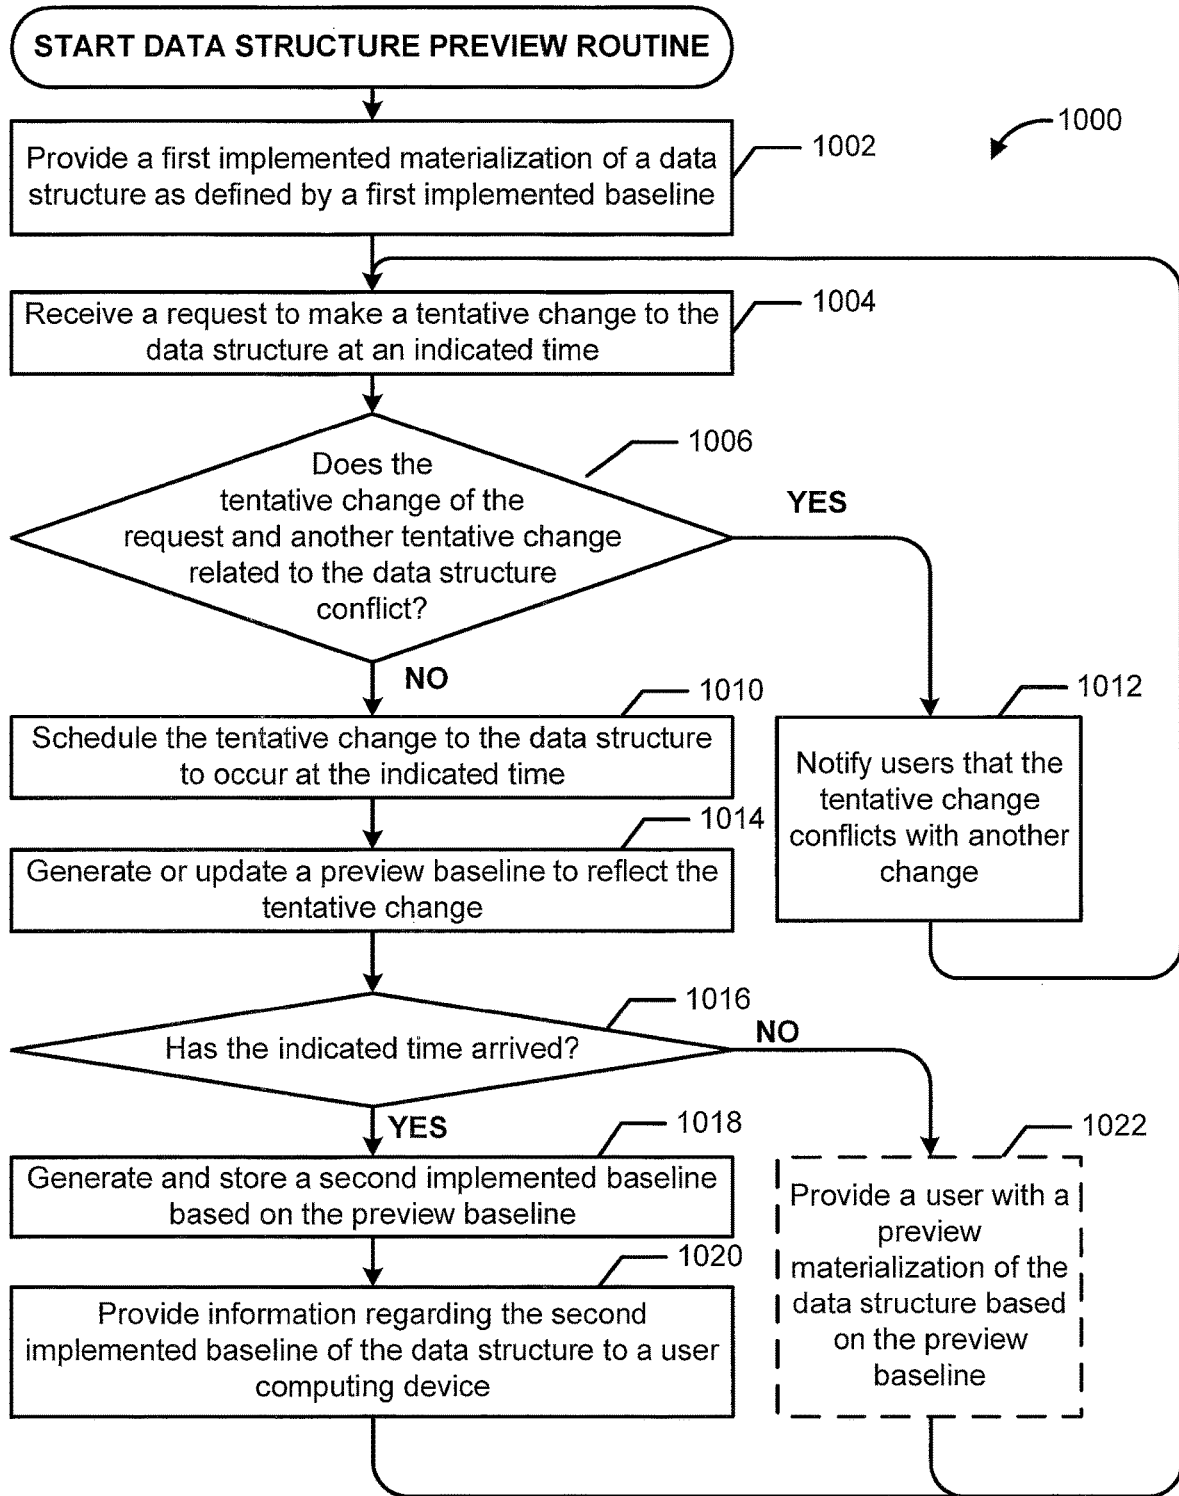 START DATA STRUCTURE PREVIEW ROUTINE
1000
Provide a first implemented materialization of a data
structure as defined by a first implemented baseline
1002
Receive a request to make a tentative change to the
data structure at an indicated time
1004
Does the
tentative change of the
request and another tentative change
related to the data structure
conflict?
1006
YES
NO
Schedule the tentative change to the data structure
to occur at the indicated time
1010
Notify users that the
tentative change
conflicts with another
change
1012
Generate or update a preview baseline to reflect the
tentative change
1014
Has the indicated time arrived?
1016
NO
YES
Generate and store a second implemented baseline
based on the preview baseline
1018
Provide a user with a
preview
materialization of the
data structure based
on the preview
baseline
1022
Provide information regarding the second
implemented baseline of the data structure to a user
computing device
1020